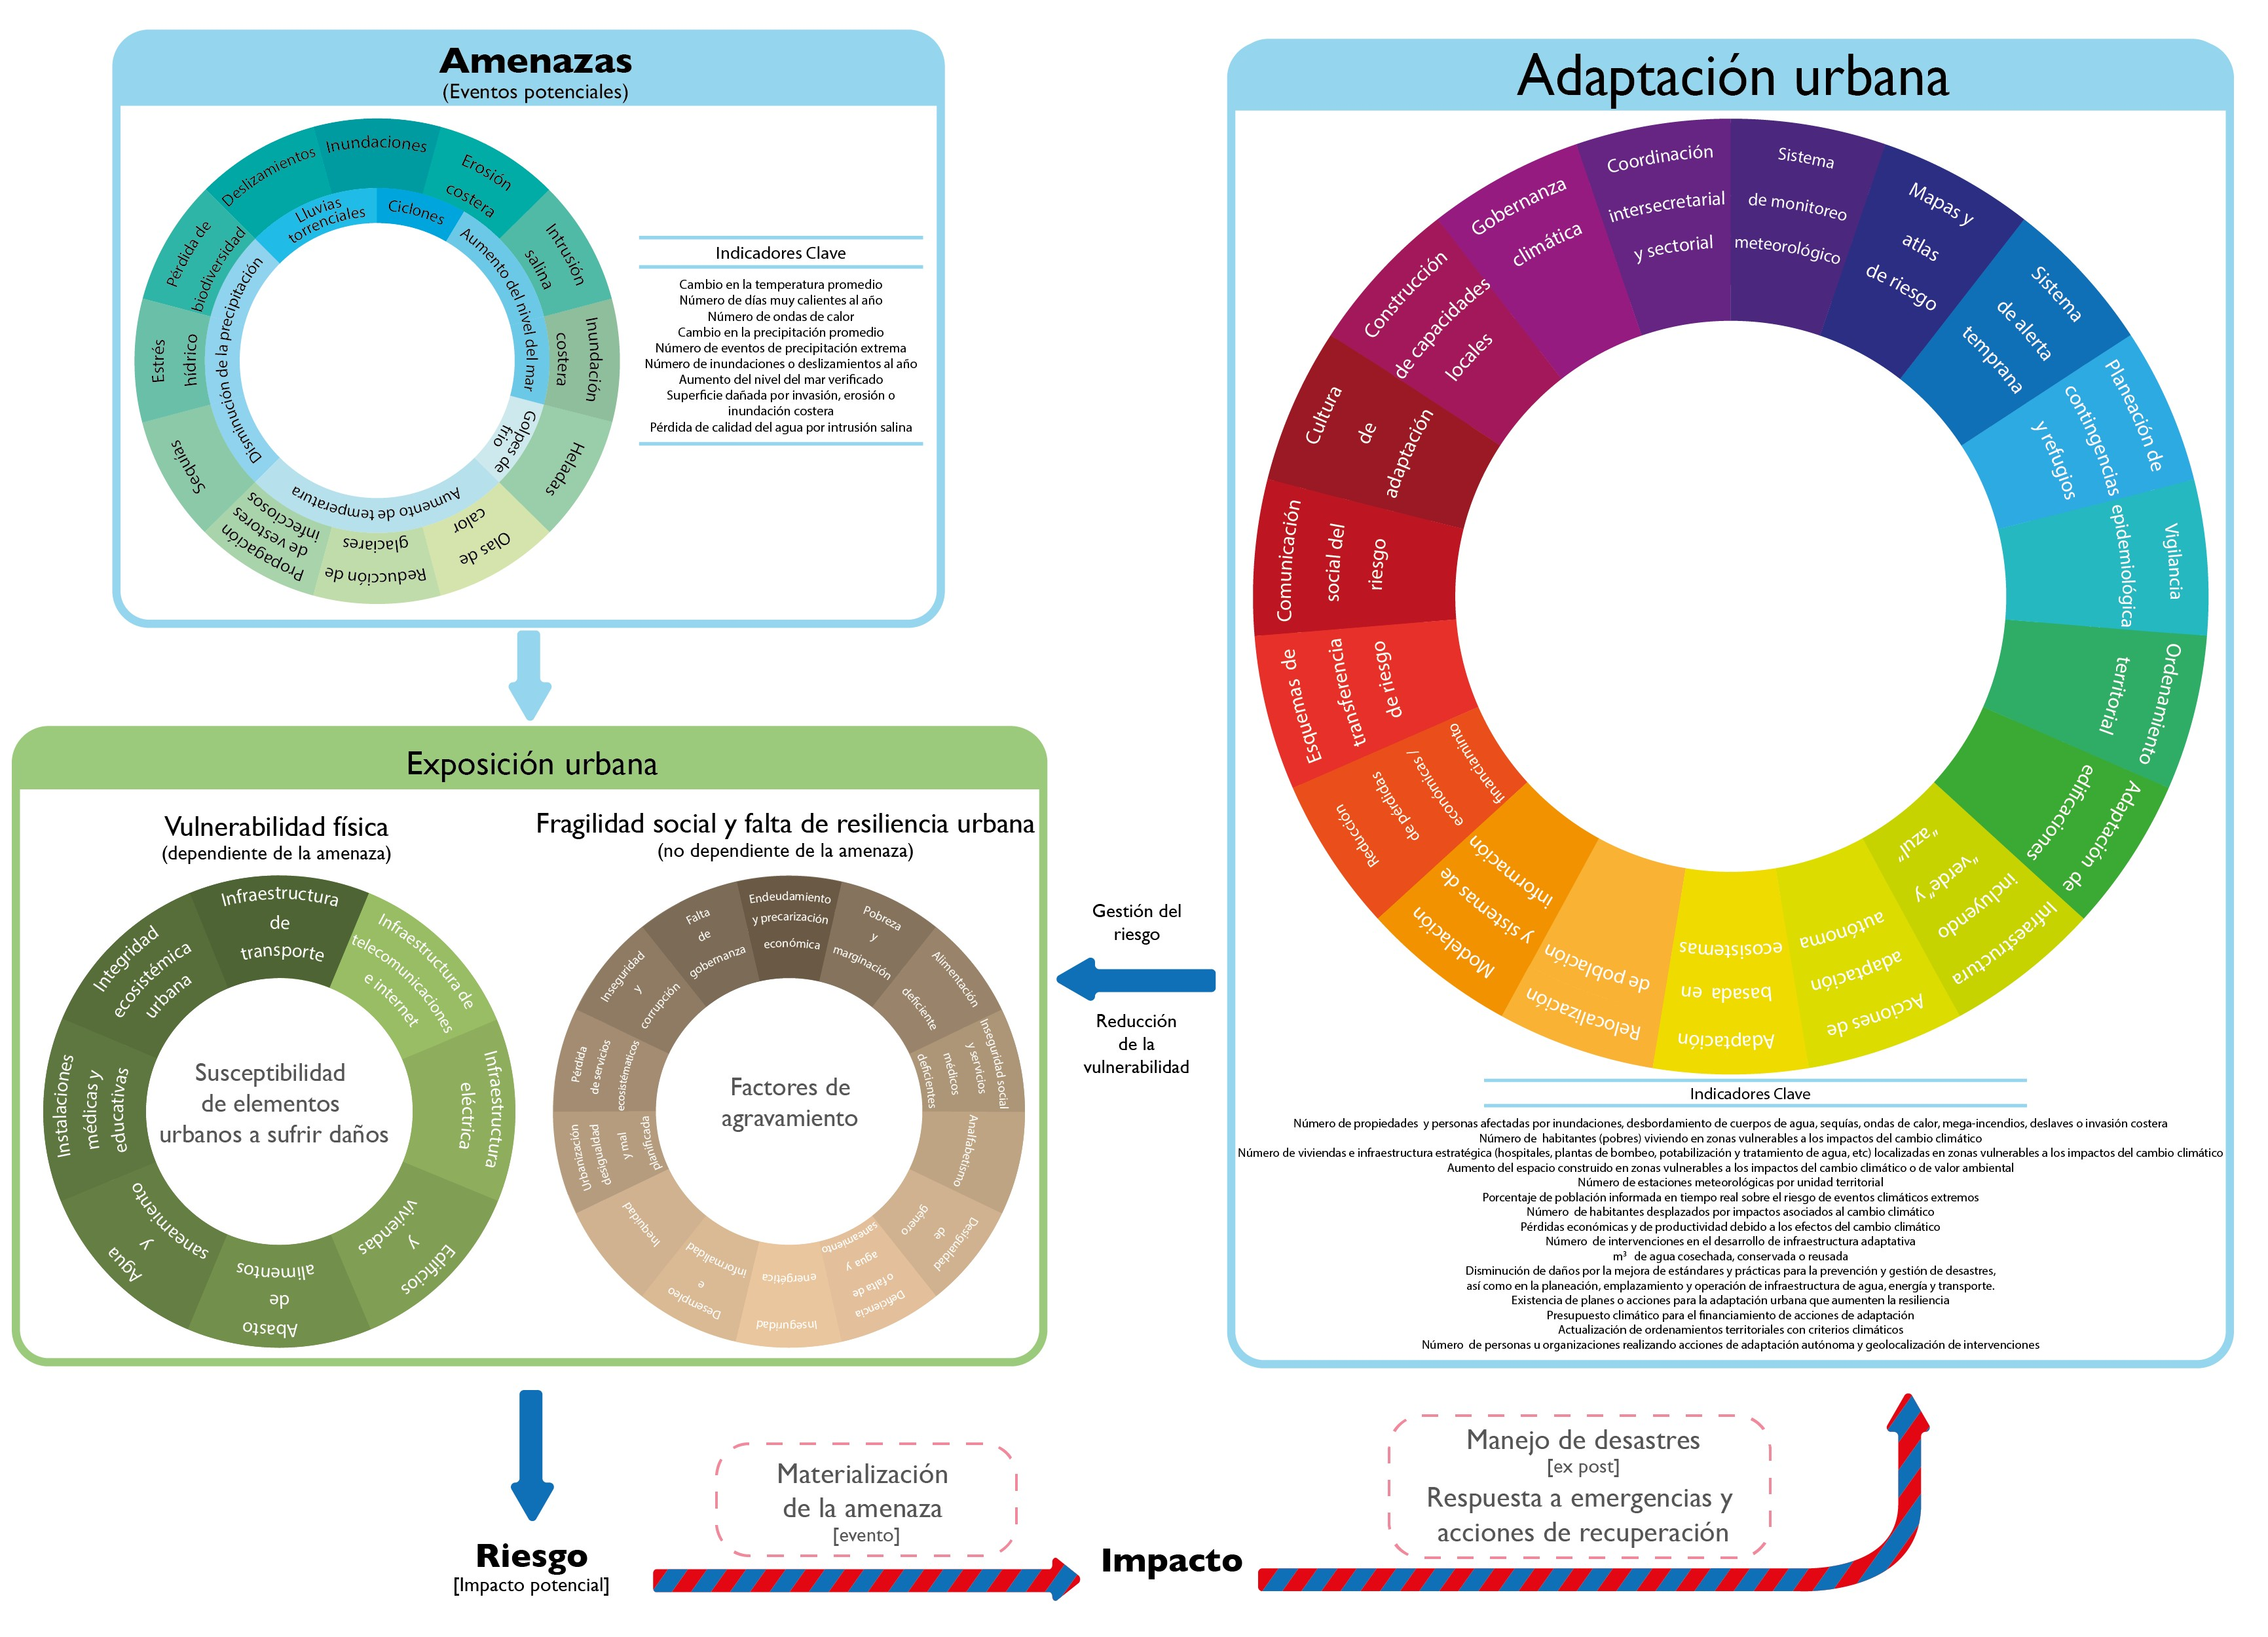 Amenazas
(Eventos potenciales)
Inundaciones
Erosión
costera
Intrusión
salina
Inundación
costera
Heladas
Olas de
calor
Reducción de
glaciares
Propagación
de vestores
infecciosos
Sequías
Estrés
hídrico
Pérdida de
biodiversidad
Deslizamientos
Lluvias
torrenciales
Ciclones
Aumento del nivel del mar
Golpes de
frio
Aumento de temperatura
Disminución de la precipitación
Indicadores Clave
Cambio en la temperatura promedio
Número de días muy calientes al año
Número de ondas de calor
Cambio en la precipitación promedio
Número de eventos de precipitación extrema
Número de inundaciones o deslizamientos al año
Aumento del nivel del mar verificado
Superficie dañada por invasión, erosión o
inundación costera
Pérdida de calidad del agua por intrusión salina
Exposición urbana
Vulnerabilidad física
(dependiente de la amenaza)
Infraestructura
de
transporte
Infraestructura de
telecomunicaciones
e internet
Infraestructura
eléctrica
Edificios
y
viviendas
Abasto
de
alimentos
Agua
y
saneamiento
Instalaciones
médicas y
educativas
Integridad
ecosistémica
urbana
Susceptibilidad
de elementos
urbanos a sufrir daños
Fragilidad social y falta de resiliencia urbana
(no dependiente de la amenaza)
Endeudamiento
y precarización
económica
Pobreza
y
marginación
Alimentación
deficiente
Inseguridad social
y servicios
médicos
deficientes
Analfabetismo
Desigualdad
de
género
Deficiencia
o falta de
agua y
saneamiento
Inseguridad
energética
Desempleo
e
informalidad
Inequidad
Urbanización
desigualdad
y mal
planificada
Pérdida
de servicios
ecosistématicos
Inseguridad
y
corrupción
Falta
de
gobernanza
Factores de
agravamiento
Gestión del
riesgo
Reducción
de la
vulnerabilidad
Adaptación urbana
Coordinación
intersecretarial
y sectorial
Sistema
de monitoreo
meteorológico
Mapas y
atlas
de riesgo
Sistema
de alerta
temprana
Planeación de
contingencias
y refugios
Vigilancia
epidemiológica
Ordenamiento
territorial
Adaptación de
edificaciones
Infraestructura
incluyendo
"verde" y
"azul"
Acciones de
adaptación
autónoma
Adaptación
basada en
ecosistemas
Relocalización
de población
Modelación
y sistemas de
información
Reducción
de pérdidas
económicas /
financiaminto
Esquemas de
transferencia
de riesgo
Comunicación
social del
riesgo
Cultura
de
adaptación
Construcción
de capacidades
locales
Gobernanza
climática
Indicadores Clave
Número de propiedades y personas afectadas por inundaciones, desbordamiento de cuerpos de agua, sequías, ondas de calor, mega-incendios, deslaves o invasión costera
Número de habitantes (pobres) viviendo en zonas vulnerables a los impactos del cambio climático
Número de viviendas e infraestructura estratégica (hospitales, plantas de bombeo, potabilización y tratamiento de agua, etc) localizadas en zonas vulnerables a los impactos del cambio climático
Aumento del espacio construido en zonas vulnerables a los impactos del cambio climático o de valor ambiental
Número de estaciones meteorológicas por unidad territorial
Porcentaje de población informada en tiempo real sobre el riesgo de eventos climáticos extremos
Número de habitantes desplazados por impactos asociados al cambio climático
Pérdidas económicas y de productividad debido a los efectos del cambio climático
Número de intervenciones en el desarrollo de infraestructura adaptativa
m³ de agua cosechada, conservada o reusada
Disminución de daños por la mejora de estándares y prácticas para la prevención y gestión de desastres,
así como en la planeación, emplazamiento y operación de infraestructura de agua, energía y transporte.
Existencia de planes o acciones para la adaptación urbana que aumenten la resiliencia
Presupuesto climático para el financiamiento de acciones de adaptación
Actualización de ordenamientos territoriales con criterios climáticos
Número de personas u organizaciones realizando acciones de adaptación autónoma y geolocalización de intervenciones
Riesgo
[Impacto potencial]
Materialización
de la amenaza
[evento]
Impacto
Manejo de desastres
[ex post]
Respuesta a emergencias y
acciones de recuperación